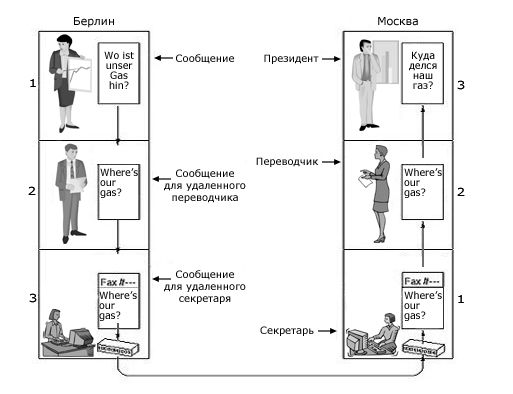 Берлин
Москва
1
Wo ist
unser
Gas
hin?
Сообщение
Президент
Куда
делся
наш
газ?
3
2
Where's
our
gas?
Сообщение
для удаленного
переводчика
Переводчик
Where's
our
gas?
2
3
Fax #---
Where's
our
gas?
Сообщение
для удаленного
секретаря
Секретарь
Fax #---
Where's
our
gas?
1